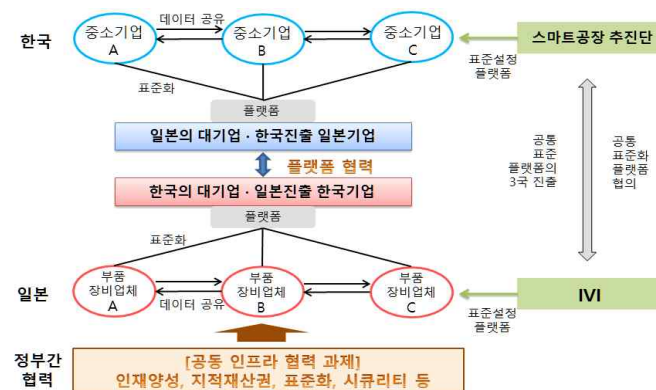 한국
중소기업
A
데이터 공유
중소기업
B
중소기업
C
스마트공장 추진단
표준설정
플랫폼
표준화
플랫폼
일본의 대기업 · 한국진출 일본기업
플랫폼 협력
한국의 대기업 · 일본진출 한국기업
플랫폼
공통
표준
플랫폼의
3국 진출
공통
표준화
플랫폼
협의
표준화
일본
부품
장비업체
A
데이터 공유
부품
장비업체
B
부품
장비업체
C
IVI
표준설정
플랫폼
정부간
협력
[공동 인프라 협력 과제]
인재양성, 지적재산권, 표준화, 시큐리티 등